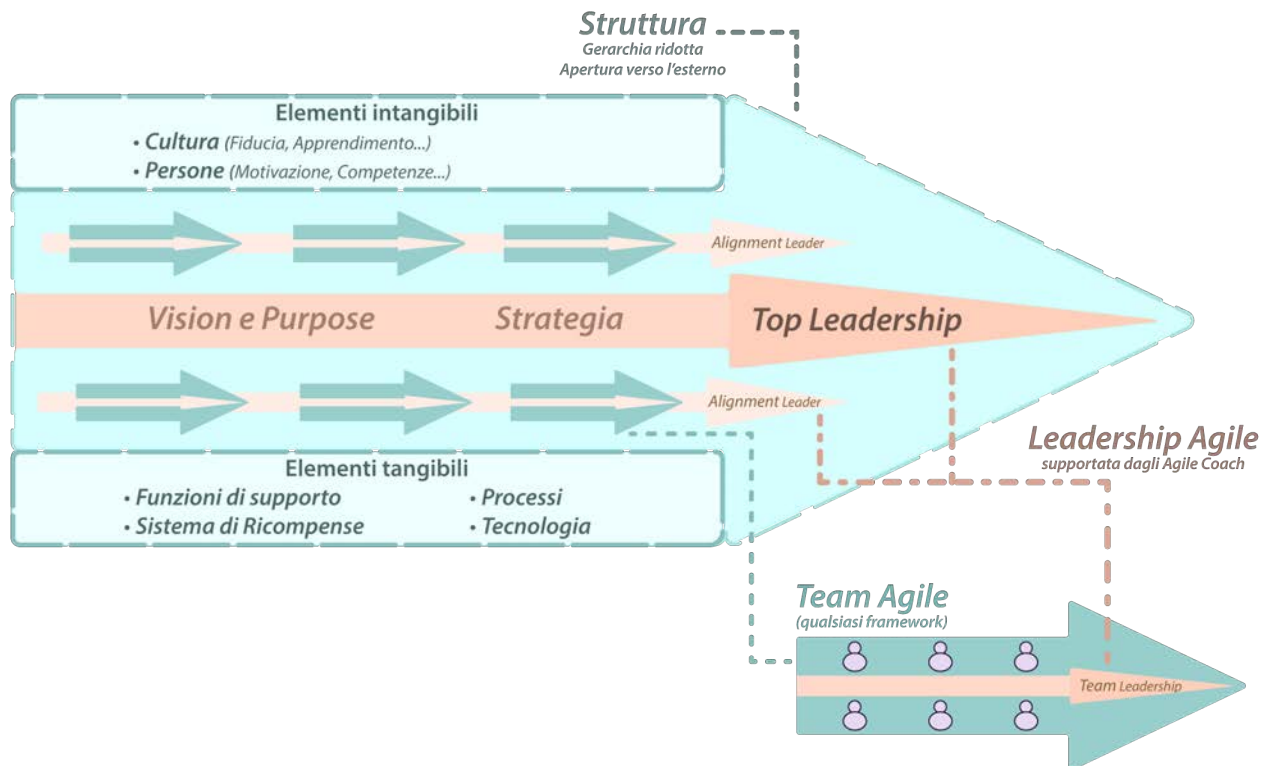 Struttura
Gerarchia ridotta
Apertura verso l'esterno
Elementi intangibili
• Cultura (Fiducia, Apprendimento...)
• Persone (Motivazione, Competenze...)
Alignment Leader
Vision e Purpose
Strategia
Top Leadership
Alignment Leader
Leadership Agile
supportata dagli Agile Coach
Elementi tangibili
• Funzioni di supporto
• Processi
• Sistema di Ricompense
• Tecnologia
Team Agile
(qualsiasi framework)
Team Leadership